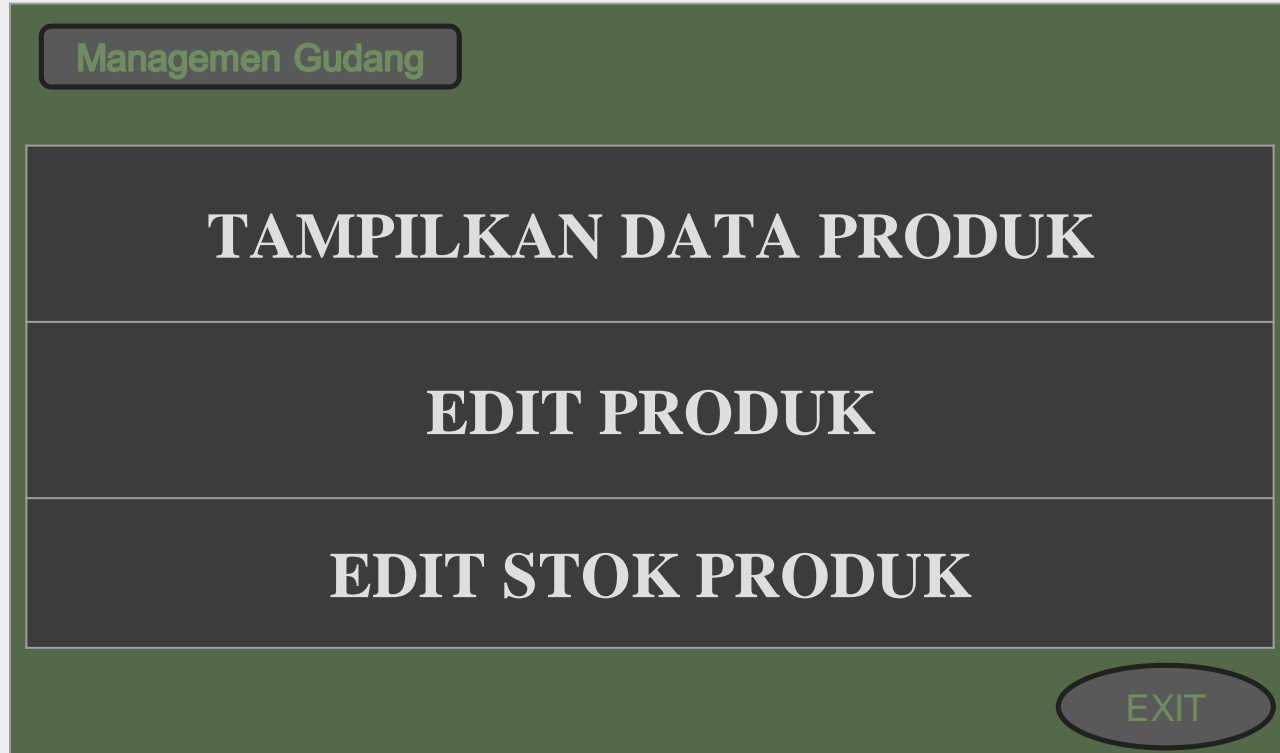 Managemen Gudang
TAMPILKAN DATA PRODUK
EDIT PRODUK
EDIT STOK PRODUK
EXIT